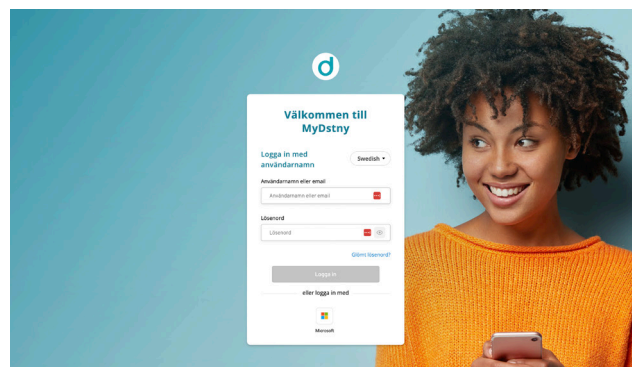 d
Välkommen till
MyDstny
Logga in med
användarnamn
Swedish
Användarnamn eller email
Användarnamn eller email
Lösenord
Lösenord
Glömt lösenord?
Logga in
eller logga in med
Microsoft